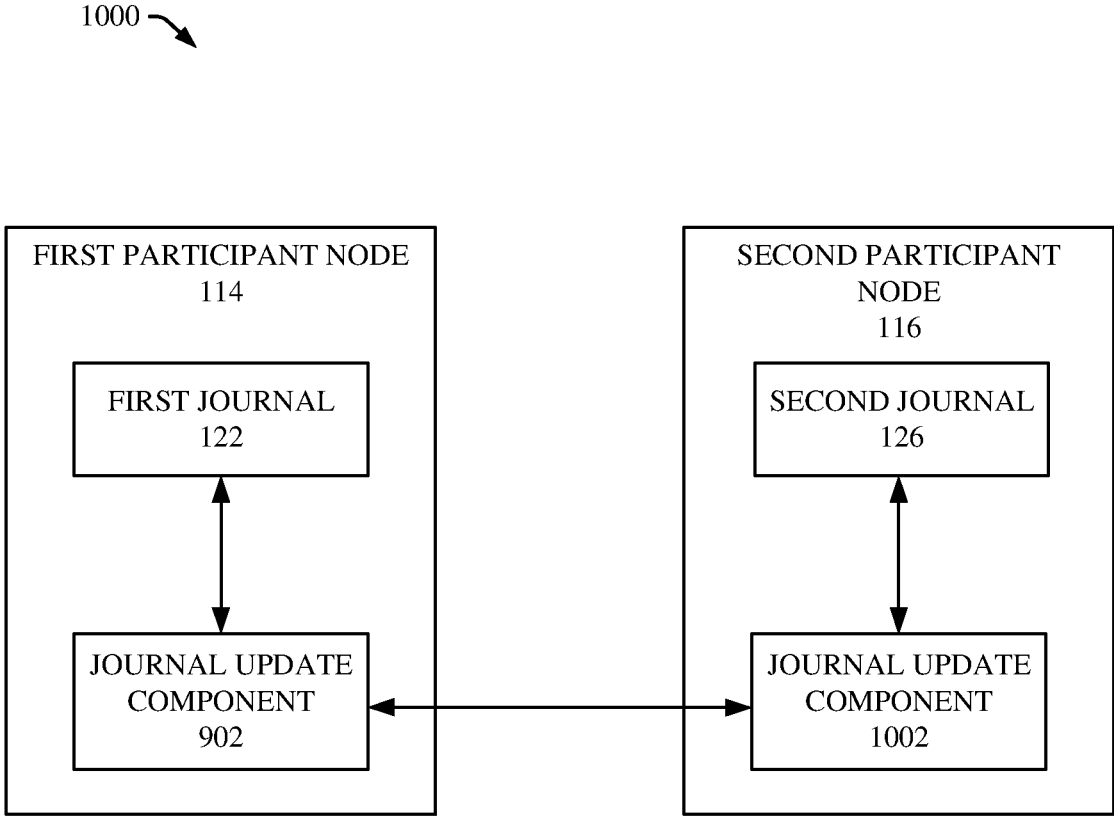 1000
FIRST PARTICIPANT NODE
114
FIRST JOURNAL
122
JOURNAL UPDATE
COMPONENT
902
SECOND PARTICIPANT
NODE
116
SECOND JOURNAL
126
JOURNAL UPDATE
COMPONENT
1002